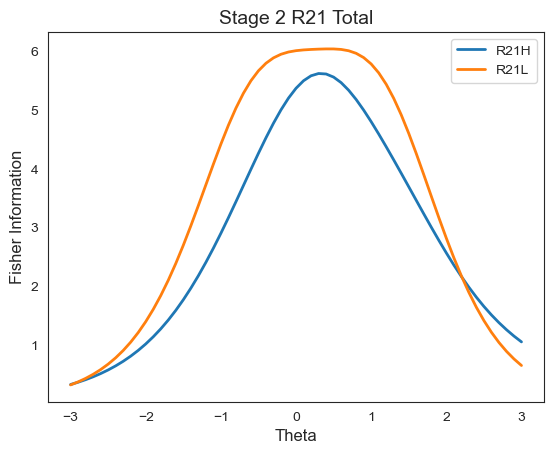 Stage 2 R21 Total
R21H
R21L
Fisher Information
6
5
4
3
2
1
−3 −2 −1 0 1 2 3
Theta